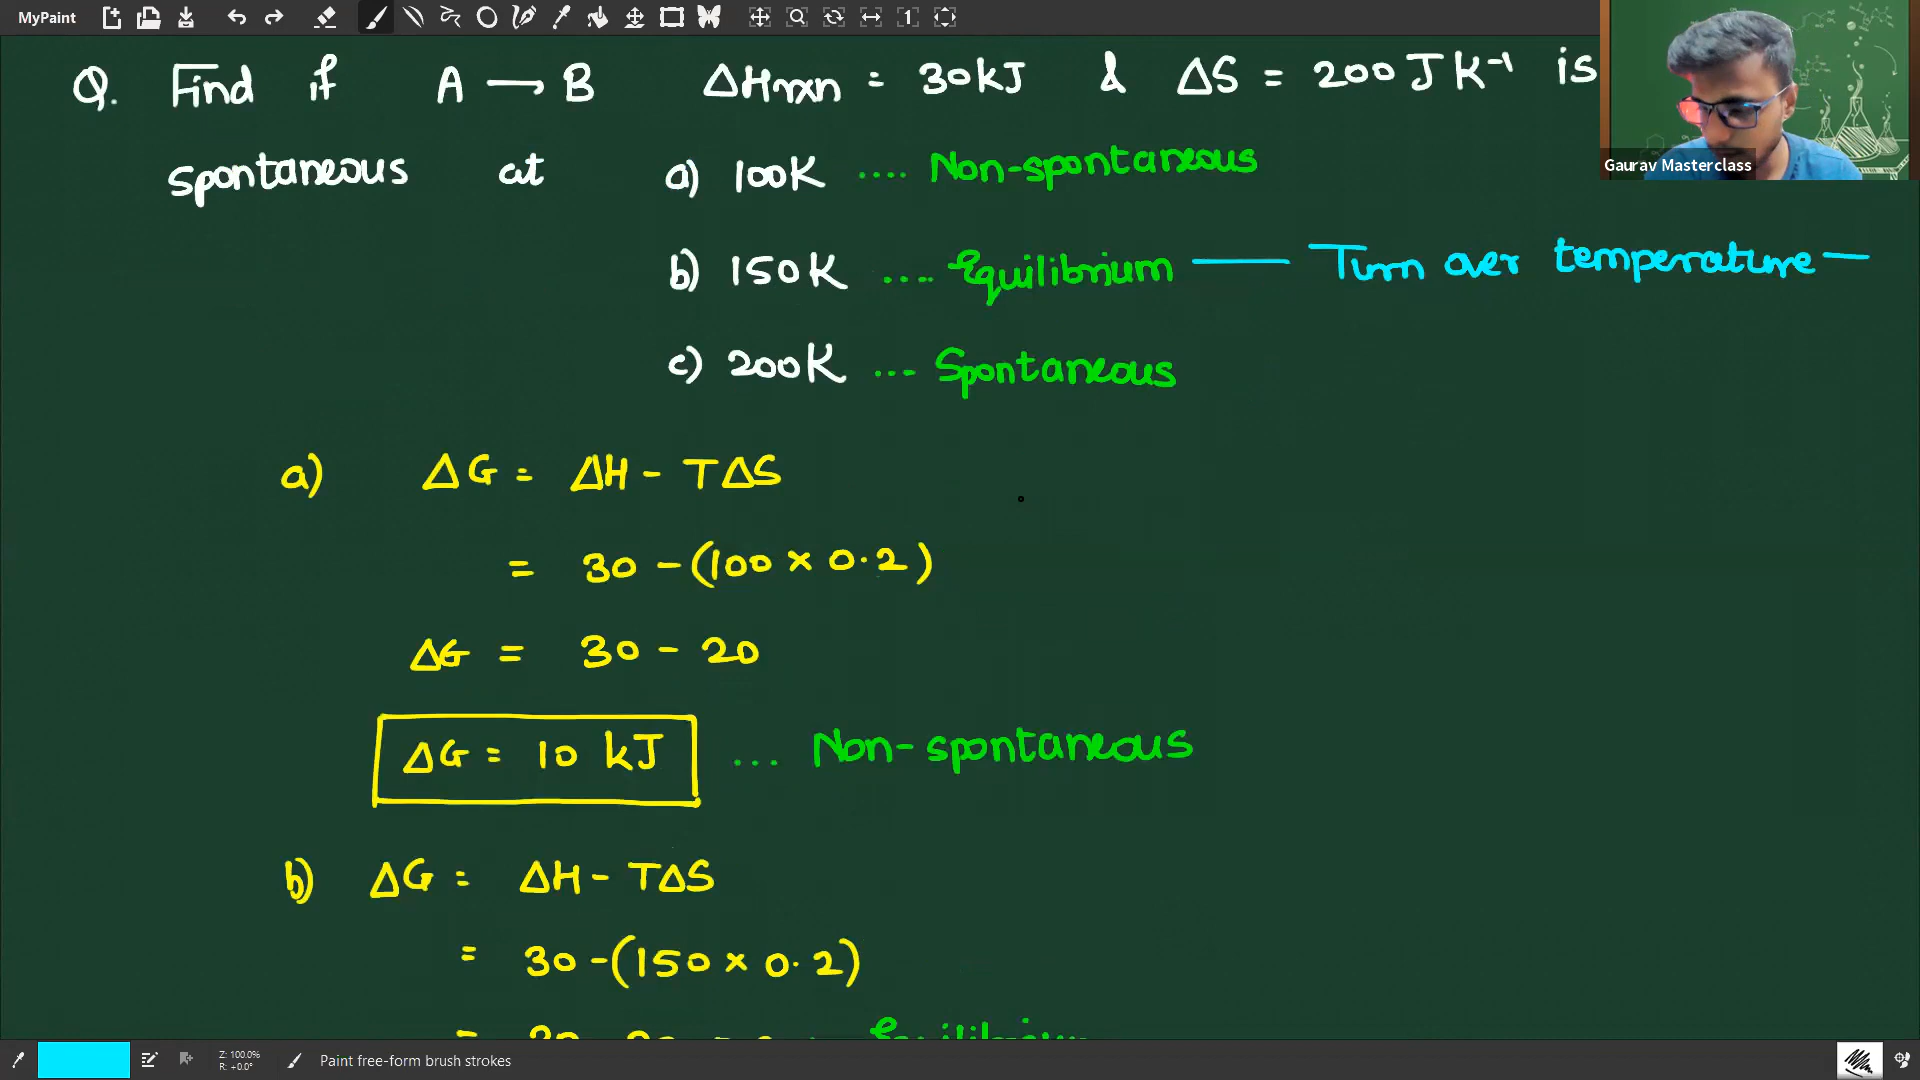 MyPaint
Q. Find if A → B ΔHrxn = 30kJ & ΔS = 200 J K⁻¹ is
Gaurav Masterclass
spontaneous at a) 100K .... Non-spontaneous
b) 150K .... Equilibrium — Turn over temperature —
c) 200K ... Spontaneous
a) ΔG = ΔH - TΔS
= 30 - (100 × 0.2)
ΔG = 30 - 20
ΔG = 10 kJ ... Non-spontaneous
b) ΔG = ΔH - TΔS
= 30 - (150 × 0.2)
Equilibrium
Z: 100.0%
R: +0.0°
Paint free-form brush strokes